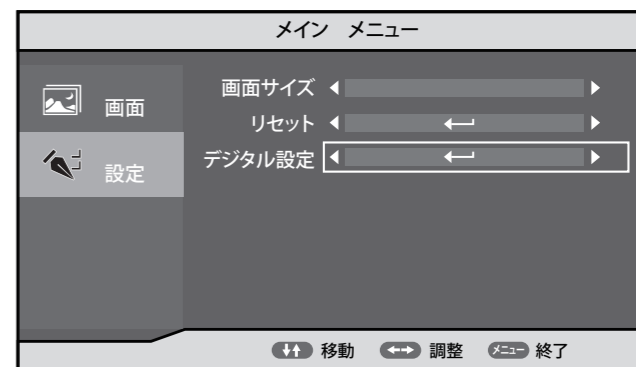 メイン メニュー
画面
設定
画面サイズ
リセット
デジタル設定
移動 調整 メニュー 終了